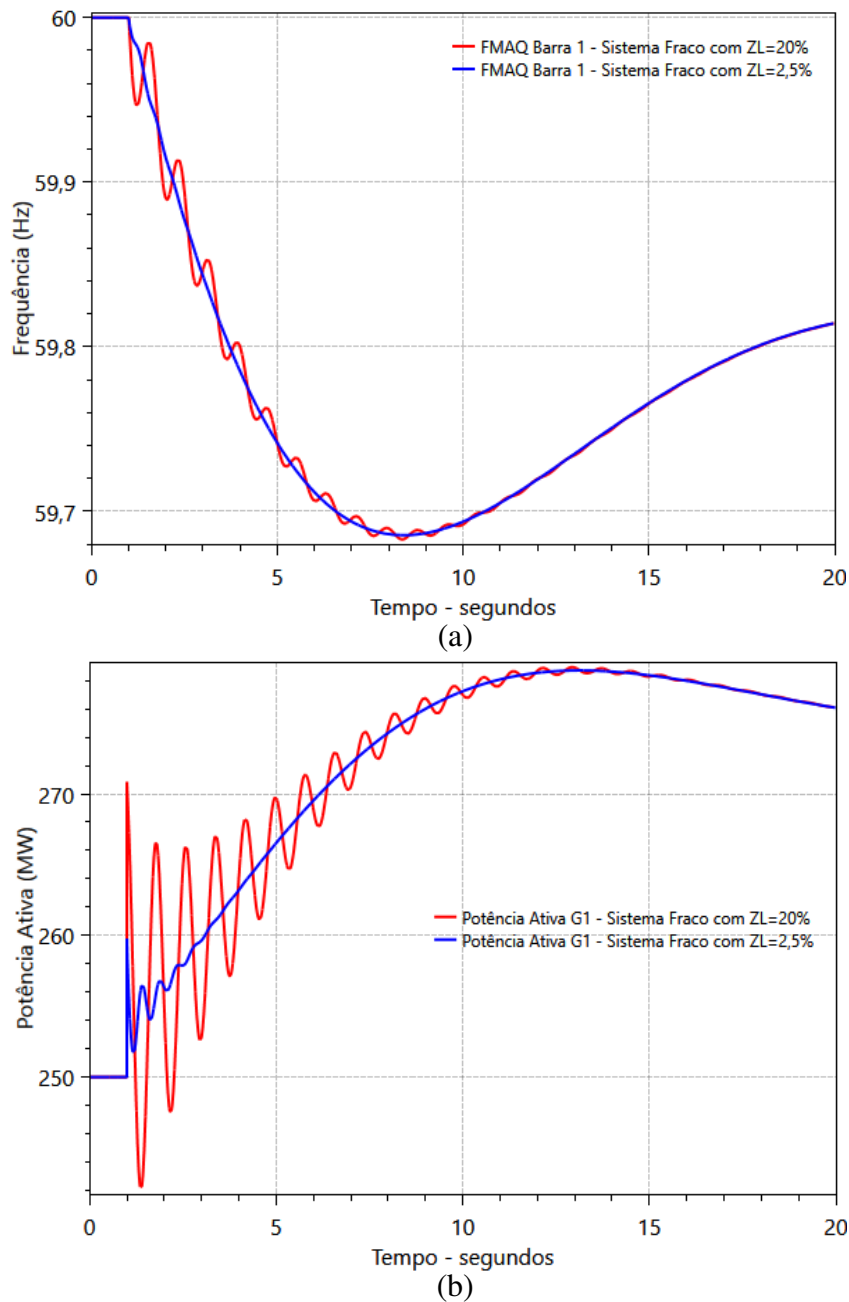 60
FMAQ Barra 1 - Sistema Fraco com ZL=20%
FMAQ Barra 1 - Sistema Fraco com ZL=2,5%
59,9
Frequência (Hz)
59,8
59,7
0 5 10 15 20
Tempo - segundos
(a)
270
Potência Ativa (MW)
Potência Ativa G1 - Sistema Fraco com ZL=20%
Potência Ativa G1 - Sistema Fraco com ZL=2,5%
260
250
0 5 10 15 20
Tempo - segundos
(b)